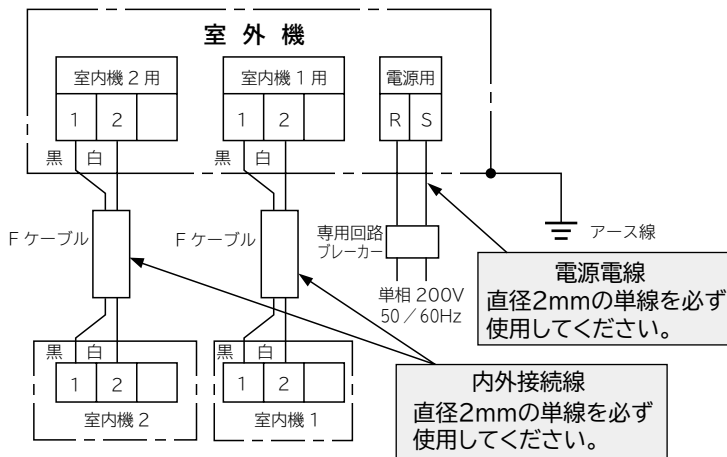 室 外 機
室内機 2 用
室内機 1 用
電源用
1 2
1 2
R S
黒 白
黒 白
F ケーブル
F ケーブル
専用回路
ブレーカー
アース線
単相 200V
50 / 60Hz
電源電線
直径2mmの単線を必ず
使用してください。
黒 白
黒 白
1 2
1 2
室内機 2
室内機 1
内外接続線
直径2mmの単線を必ず
使用してください。